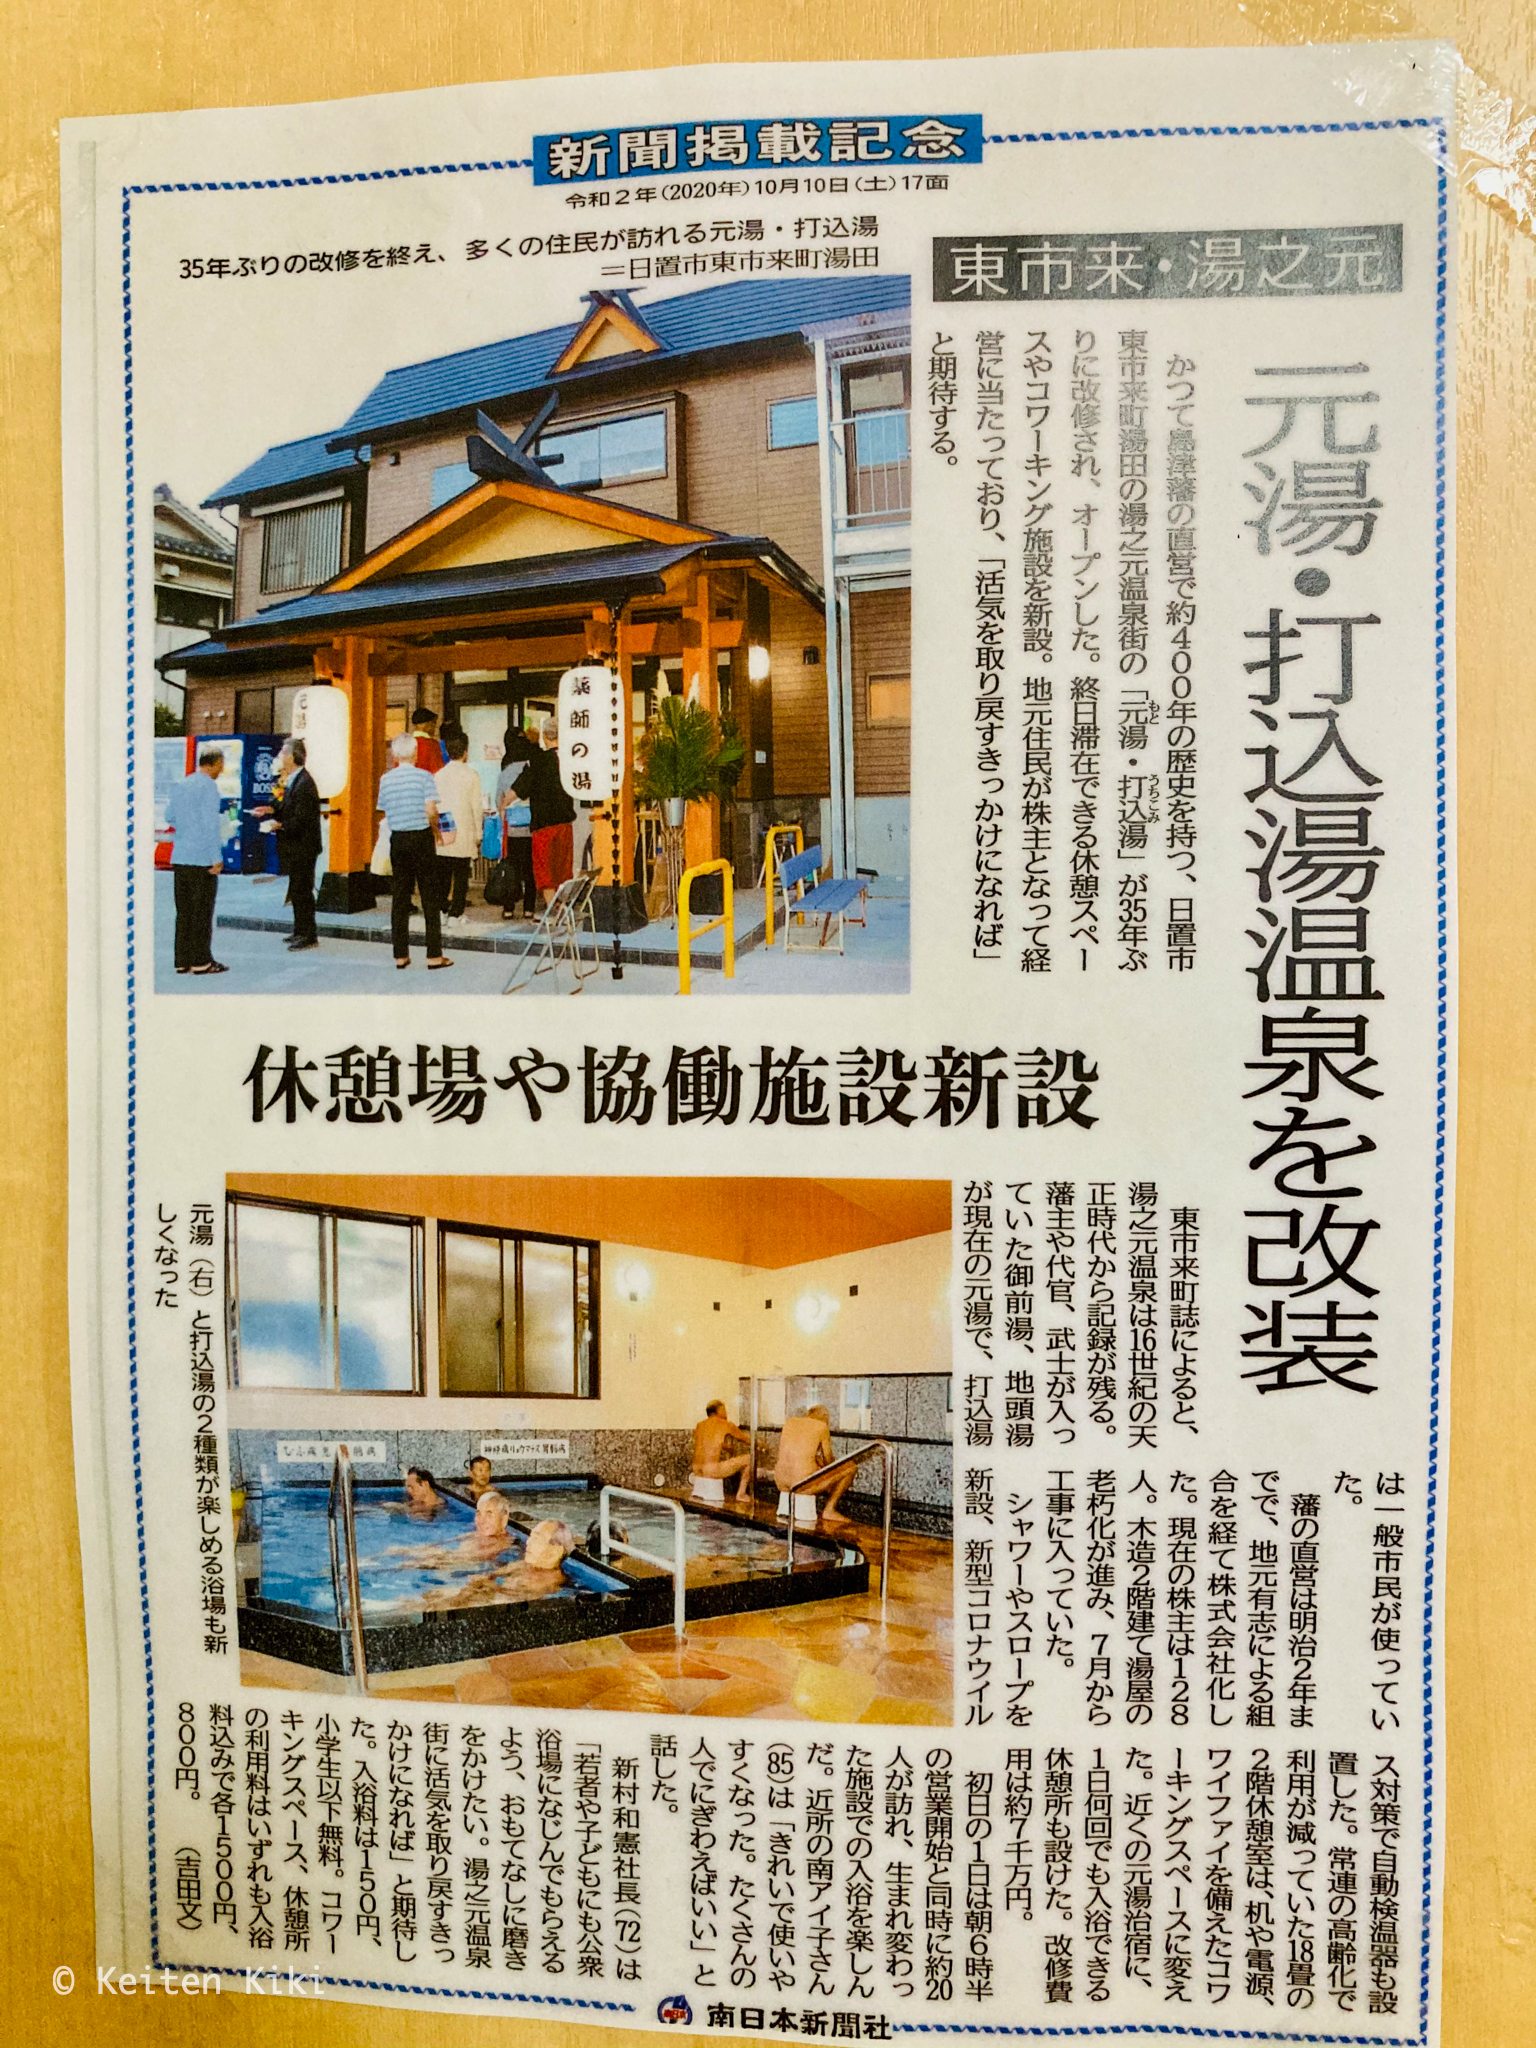 新聞掲載記念
令和2年(2020年)10月10日(土)17面
35年ぶりの改修を終え、多くの住民が訪れる元湯・打込湯
＝日置市東市来町湯田
東市来・湯之元
元湯・打込湯温泉を改装
かつて島津藩の直営で約400年の歴史を持つ、日置市
東市来町湯田の湯之元温泉街の「元湯・打込湯」が35年ぶ
もと
うちこみ
りに改修され、オープンした。終日滞在できる休憩スペー
スやコワーキング施設を新設。地元住民が株主となって経
営に当たっており、「活気を取り戻すきっかけになれば」
と期待する。
元湯
薬師の湯
BOSS
休憩場や協働施設新設
東市来町誌によると、
湯之元温泉は16世紀の天
正時代から記録が残る。
藩主や代官、武士が入っ
ていた御前湯、地頭湯
が現在の元湯で、打込湯
は一般市民が使ってい
た。
藩の直営は明治2年ま
でで、地元有志による組
合を経て株式会社化し
た。現在の株主は128
人。木造2階建て湯屋の
老朽化が進み、7月から
工事に入っていた。
シャワーやスロープを
新設、新型コロナウイル
ス対策で自動検温器も設
置した。常連の高齢化で
利用が減っていた18畳の
2階休憩室は、机や電源、
ワイファイを備えたコワ
ーキングスペースに変え
た。近くの元湯治宿に、
1日何回でも入浴できる
休憩所も設けた。改修費
用は約7千万円。
初日の1日は朝6時半
の営業開始と同時に約20
人が訪れ、生まれ変わっ
た施設での入浴を楽しん
だ。近所の南アイ子さん
(85)は「きれいで使いや
すくなった。たくさんの
人でにぎわえばいい」と
話した。
新村和憲社長(72)は
「若者や子どもにも公衆
浴場になじんでもらえる
よう、おもてなしに磨き
をかけたい。湯之元温泉
街に活気を取り戻すきっ
かけになれば」と期待し
た。入浴料は150円、
小学生以下無料。コワー
キングスペース、休憩所
の利用料はいずれも入浴
料込みで各1500円、
800円。
(吉田文)
元湯(右)と打込湯の2種類が楽しめる浴場も新
しくなった
南日本新聞社
© Keiten Kiki